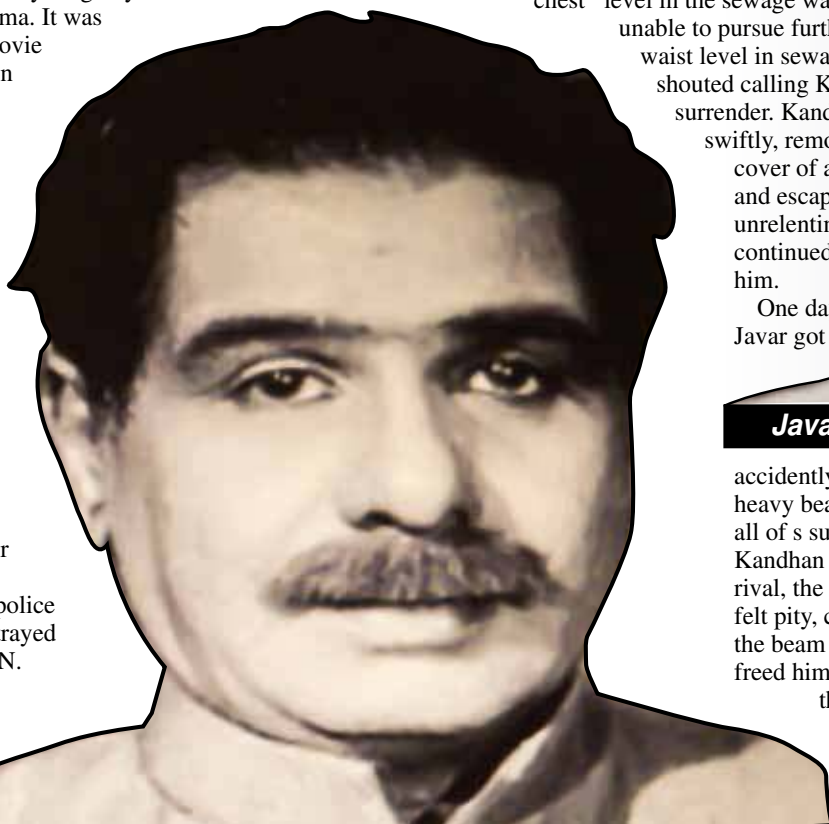 ma. It was
ovie
n
r
police
rayed
N.
chest level in the sewage wa
unable to pursue furth
waist level in sewa
shouted calling K
surrender. Kand
swiftly, remo
cover of a
and escap
unrelentin
continued
him.
One da
Javar got
Java
accidently
heavy bea
all of s su
Kandhan
rival, the
felt pity, c
the beam
freed him
th